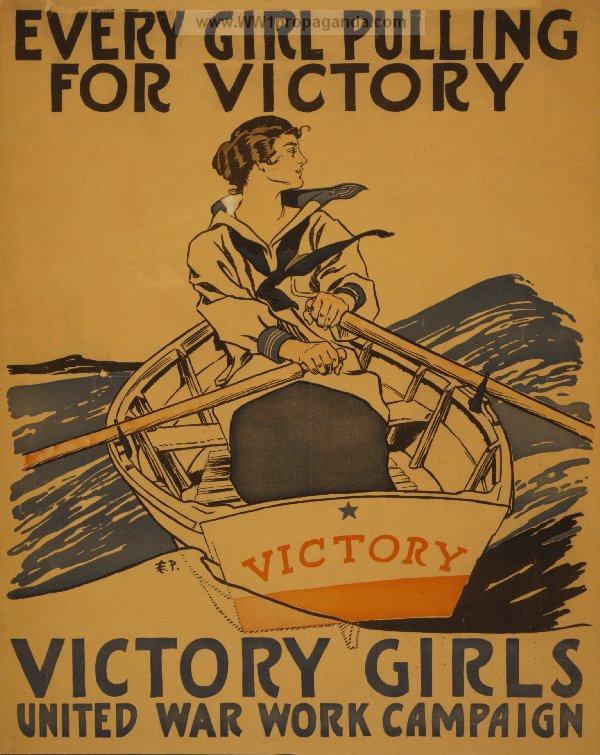 WWW.WW1propaganda.com
EVERY GIRL PULLING
FOR VICTORY
VICTORY
E.P.
VICTORY GIRLS
UNITED WAR WORK CAMPAIGN